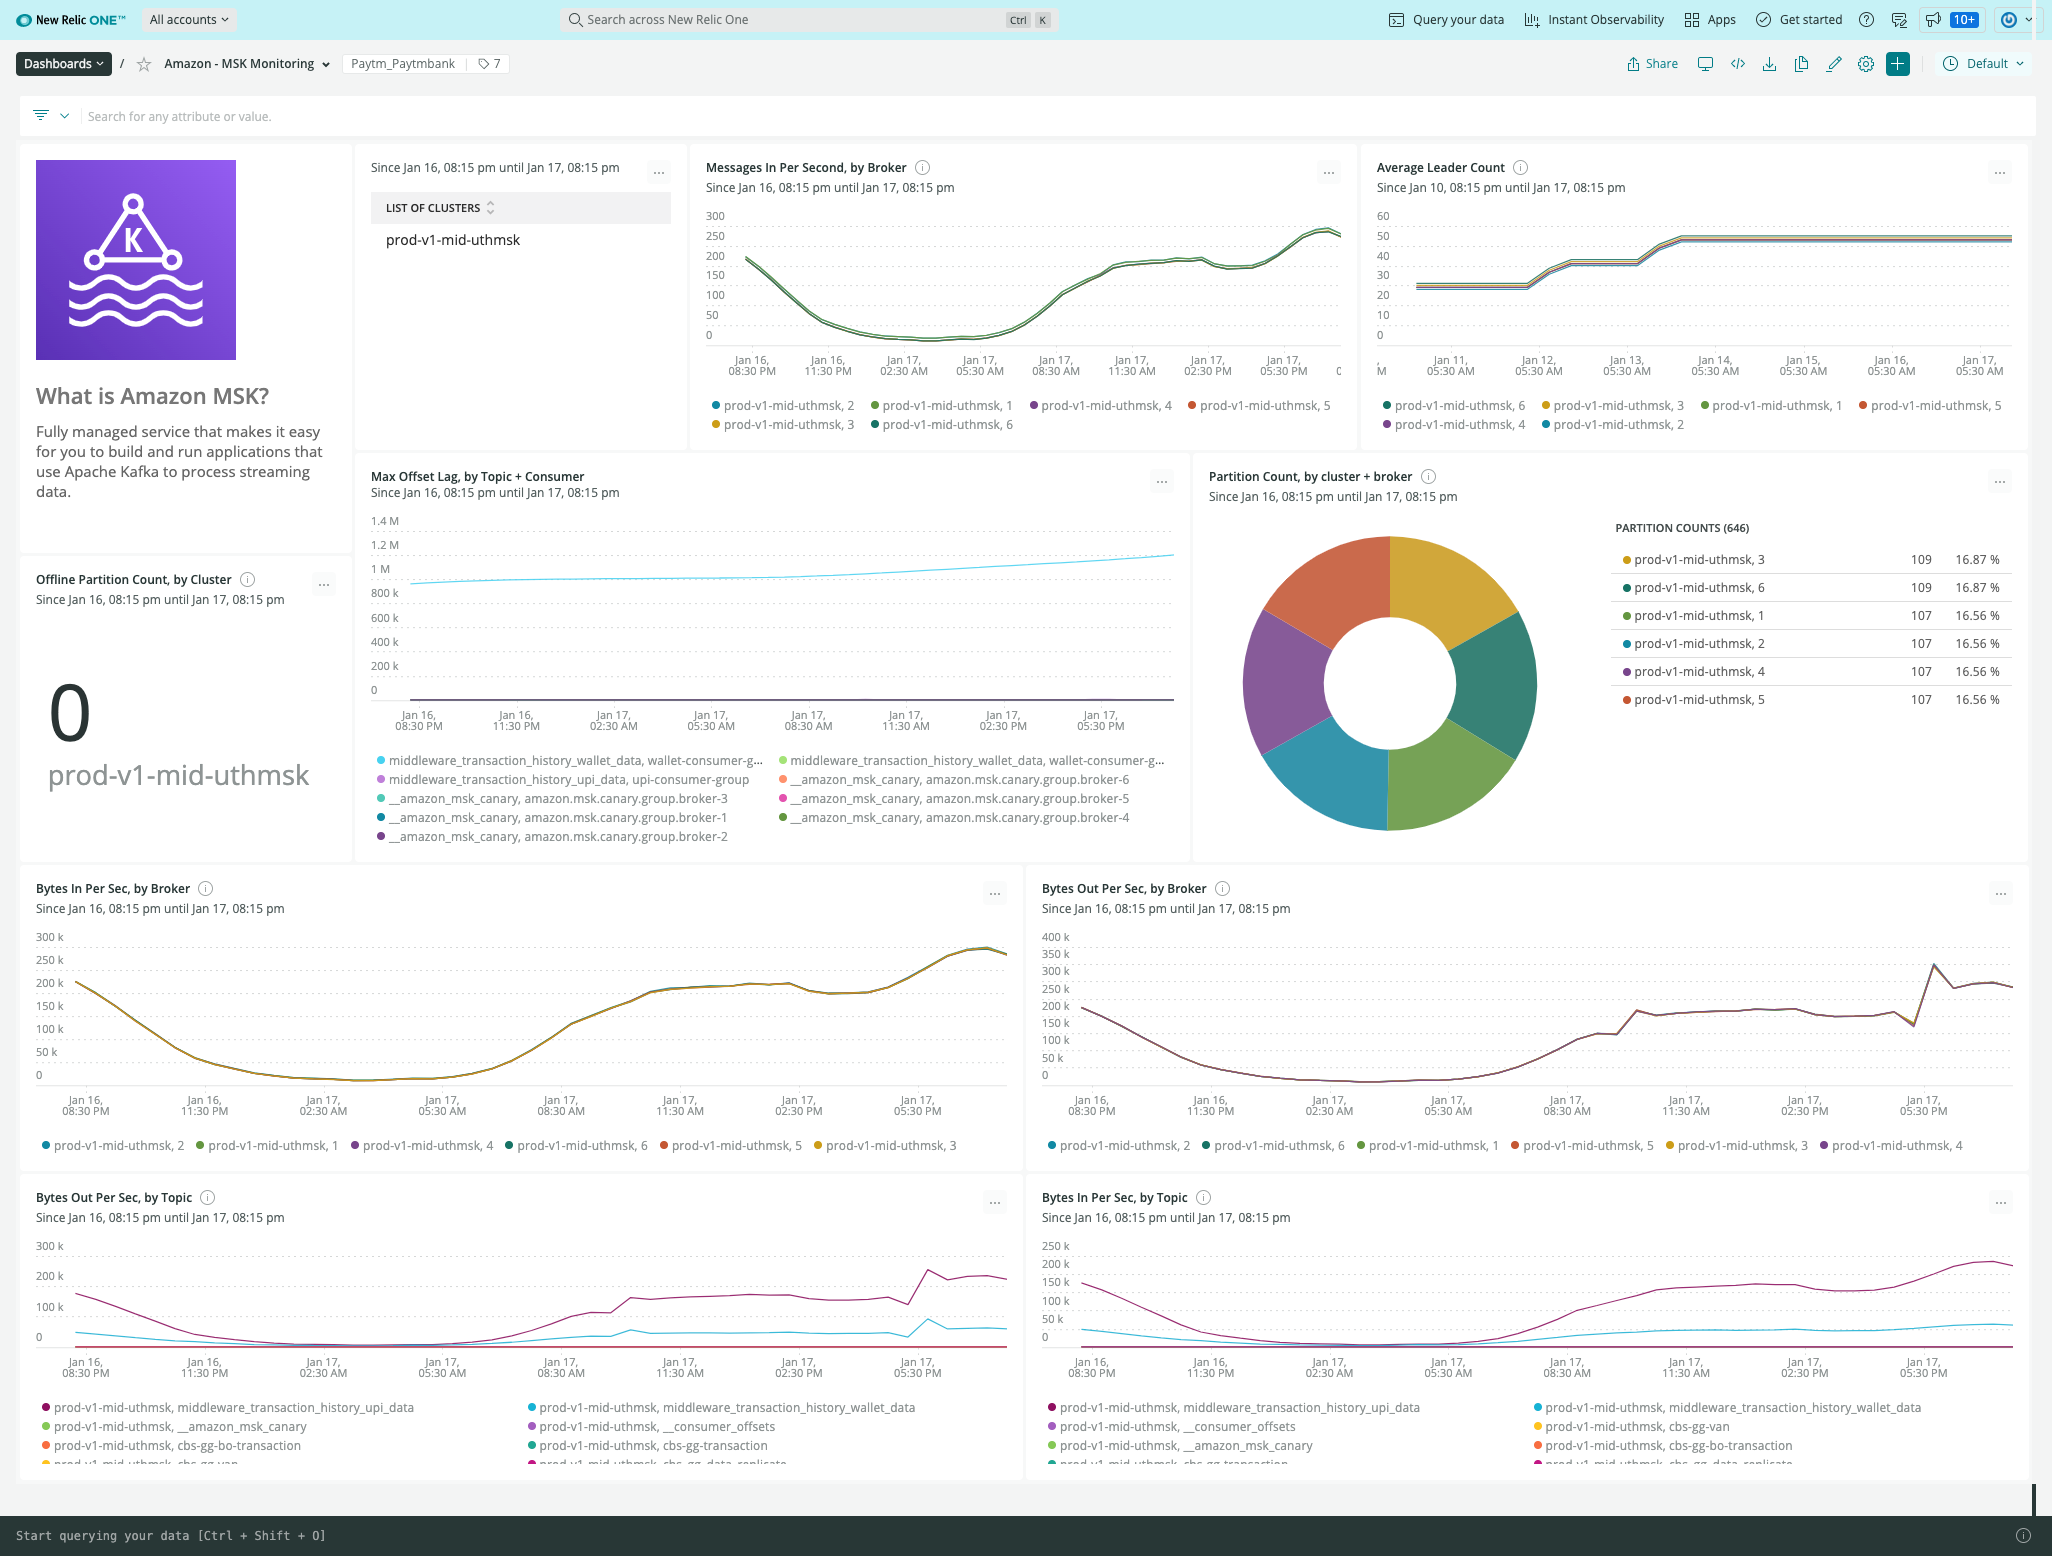 New Relic ONE™
All accounts
Search across New Relic One
Ctrl K
Query your data
Instant Observability
Apps
Get started
10+
Dashboards / Amazon - MSK Monitoring
Paytm_Paytmbank
7
Share
Default
Search for any attribute or value.
K
What is Amazon MSK?
Fully managed service that makes it easy
for you to build and run applications that
use Apache Kafka to process streaming
data.
Since Jan 16, 08:15 pm until Jan 17, 08:15 pm
LIST OF CLUSTERS
prod-v1-mid-uthmsk
Messages In Per Second, by Broker
Since Jan 16, 08:15 pm until Jan 17, 08:15 pm
300
250
200
150
100
50
0
Jan 16, 08:30 PM
Jan 16, 11:30 PM
Jan 17, 02:30 AM
Jan 17, 05:30 AM
Jan 17, 08:30 AM
Jan 17, 11:30 AM
Jan 17, 02:30 PM
Jan 17, 05:30 PM
prod-v1-mid-uthmsk, 2
prod-v1-mid-uthmsk, 1
prod-v1-mid-uthmsk, 4
prod-v1-mid-uthmsk, 5
prod-v1-mid-uthmsk, 3
prod-v1-mid-uthmsk, 6
Average Leader Count
Since Jan 10, 08:15 pm until Jan 17, 08:15 pm
60
50
40
30
20
10
0
, M
Jan 11, 05:30 AM
Jan 12, 05:30 AM
Jan 13, 05:30 AM
Jan 14, 05:30 AM
Jan 15, 05:30 AM
Jan 16, 05:30 AM
Jan 17, 05:30 AM
prod-v1-mid-uthmsk, 6
prod-v1-mid-uthmsk, 3
prod-v1-mid-uthmsk, 1
prod-v1-mid-uthmsk, 5
prod-v1-mid-uthmsk, 4
prod-v1-mid-uthmsk, 2
Offline Partition Count, by Cluster
Since Jan 16, 08:15 pm until Jan 17, 08:15 pm
0
prod-v1-mid-uthmsk
Max Offset Lag, by Topic + Consumer
Since Jan 16, 08:15 pm until Jan 17, 08:15 pm
1.4 M
1.2 M
1 M
800 k
600 k
400 k
200 k
0
Jan 16, 08:30 PM
Jan 16, 11:30 PM
Jan 17, 02:30 AM
Jan 17, 05:30 AM
Jan 17, 08:30 AM
Jan 17, 11:30 AM
Jan 17, 02:30 PM
Jan 17, 05:30 PM
middleware_transaction_history_wallet_data, wallet-consumer-g...
middleware_transaction_history_wallet_data, wallet-consumer-g...
middleware_transaction_history_upi_data, upi-consumer-group
__amazon_msk_canary, amazon.msk.canary.group.broker-6
__amazon_msk_canary, amazon.msk.canary.group.broker-3
__amazon_msk_canary, amazon.msk.canary.group.broker-5
__amazon_msk_canary, amazon.msk.canary.group.broker-1
__amazon_msk_canary, amazon.msk.canary.group.broker-4
__amazon_msk_canary, amazon.msk.canary.group.broker-2
Partition Count, by cluster + broker
Since Jan 16, 08:15 pm until Jan 17, 08:15 pm
PARTITION COUNTS (646)
prod-v1-mid-uthmsk, 3 109 16.87 %
prod-v1-mid-uthmsk, 6 109 16.87 %
prod-v1-mid-uthmsk, 1 107 16.56 %
prod-v1-mid-uthmsk, 2 107 16.56 %
prod-v1-mid-uthmsk, 4 107 16.56 %
prod-v1-mid-uthmsk, 5 107 16.56 %
Bytes In Per Sec, by Broker
Since Jan 16, 08:15 pm until Jan 17, 08:15 pm
300 k
250 k
200 k
150 k
100 k
50 k
0
Jan 16, 08:30 PM
Jan 16, 11:30 PM
Jan 17, 02:30 AM
Jan 17, 05:30 AM
Jan 17, 08:30 AM
Jan 17, 11:30 AM
Jan 17, 02:30 PM
Jan 17, 05:30 PM
prod-v1-mid-uthmsk, 2
prod-v1-mid-uthmsk, 1
prod-v1-mid-uthmsk, 4
prod-v1-mid-uthmsk, 6
prod-v1-mid-uthmsk, 5
prod-v1-mid-uthmsk, 3
Bytes Out Per Sec, by Broker
Since Jan 16, 08:15 pm until Jan 17, 08:15 pm
400 k
350 k
300 k
250 k
200 k
150 k
100 k
50 k
0
Jan 16, 08:30 PM
Jan 16, 11:30 PM
Jan 17, 02:30 AM
Jan 17, 05:30 AM
Jan 17, 08:30 AM
Jan 17, 11:30 AM
Jan 17, 02:30 PM
Jan 17, 05:30 PM
prod-v1-mid-uthmsk, 2
prod-v1-mid-uthmsk, 6
prod-v1-mid-uthmsk, 1
prod-v1-mid-uthmsk, 5
prod-v1-mid-uthmsk, 3
prod-v1-mid-uthmsk, 4
Bytes Out Per Sec, by Topic
Since Jan 16, 08:15 pm until Jan 17, 08:15 pm
300 k
200 k
100 k
0
Jan 16, 08:30 PM
Jan 16, 11:30 PM
Jan 17, 02:30 AM
Jan 17, 05:30 AM
Jan 17, 08:30 AM
Jan 17, 11:30 AM
Jan 17, 02:30 PM
Jan 17, 05:30 PM
prod-v1-mid-uthmsk, middleware_transaction_history_upi_data
prod-v1-mid-uthmsk, middleware_transaction_history_wallet_data
prod-v1-mid-uthmsk, __amazon_msk_canary
prod-v1-mid-uthmsk, __consumer_offsets
prod-v1-mid-uthmsk, cbs-gg-bo-transaction
prod-v1-mid-uthmsk, cbs-gg-transaction
prod-v1-mid-uthmsk, cbs-gg-van
prod-v1-mid-uthmsk, cbs-gg-data-replicate
Bytes In Per Sec, by Topic
Since Jan 16, 08:15 pm until Jan 17, 08:15 pm
250 k
200 k
150 k
100 k
50 k
0
Jan 16, 08:30 PM
Jan 16, 11:30 PM
Jan 17, 02:30 AM
Jan 17, 05:30 AM
Jan 17, 08:30 AM
Jan 17, 11:30 AM
Jan 17, 02:30 PM
Jan 17, 05:30 PM
prod-v1-mid-uthmsk, middleware_transaction_history_upi_data
prod-v1-mid-uthmsk, middleware_transaction_history_wallet_data
prod-v1-mid-uthmsk, __consumer_offsets
prod-v1-mid-uthmsk, cbs-gg-van
prod-v1-mid-uthmsk, __amazon_msk_canary
prod-v1-mid-uthmsk, cbs-gg-bo-transaction
prod-v1-mid-uthmsk, cbs-gg-transaction
prod-v1-mid-uthmsk, cbs-gg-data-replicate
Start querying your data [Ctrl + Shift + O]